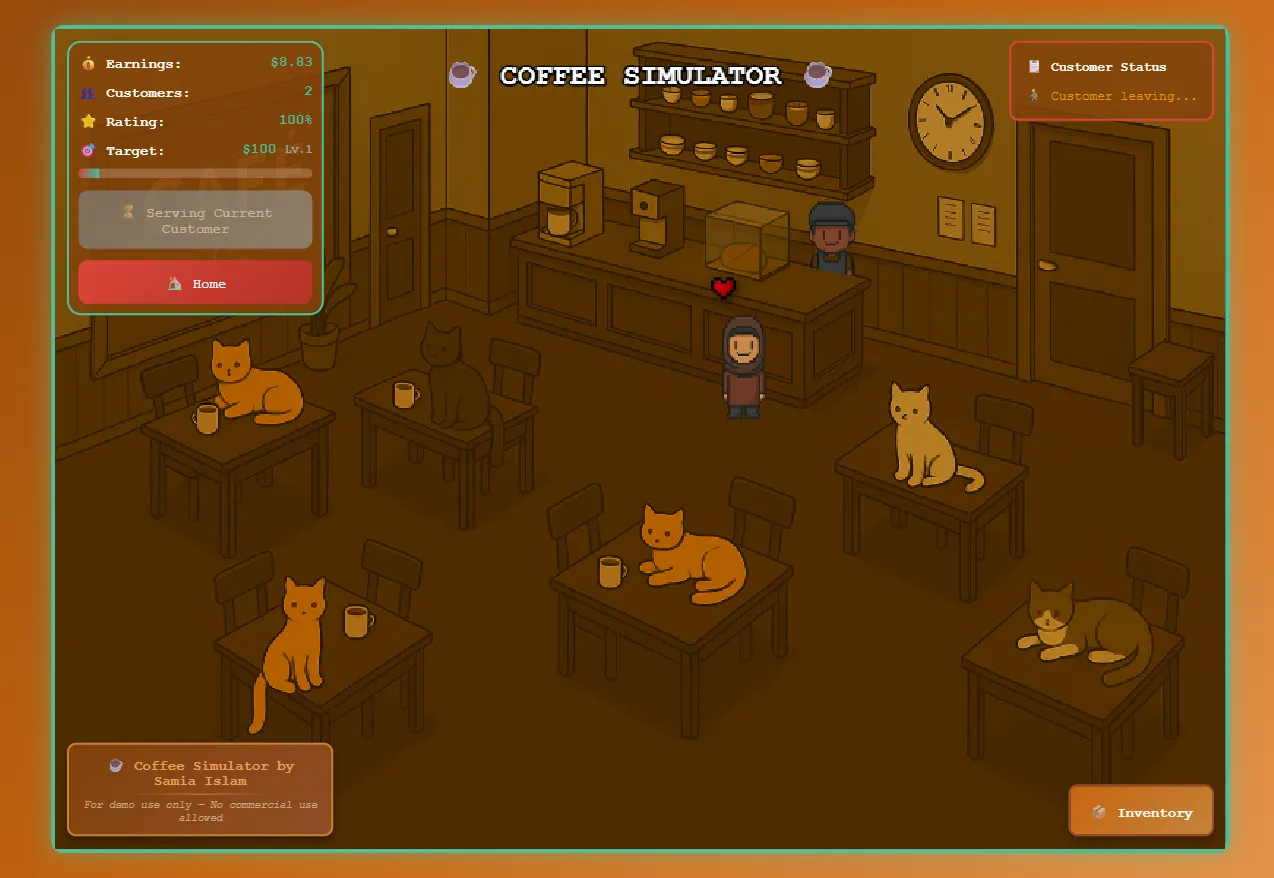 COFFEE SIMULATOR
Earnings: $8.83
Customers: 2
Rating: 100%
Target: $100 Lv.1
Serving Current
Customer
Home
Customer Status
Customer leaving...
CAFE
Coffee Simulator by
Samia Islam
For demo use only — No commercial use
allowed
Inventory